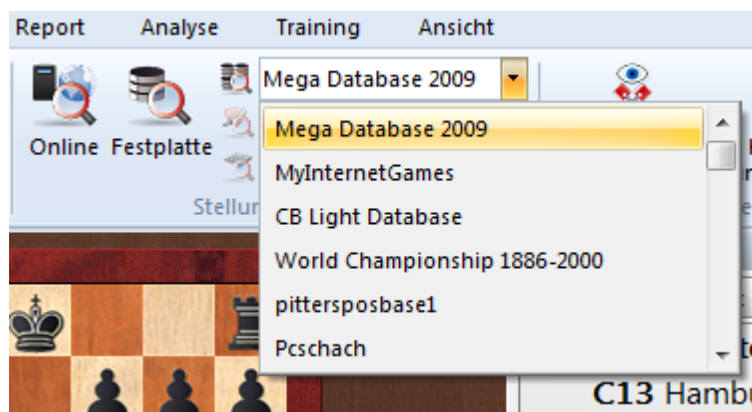 Report Analyse Training Ansicht
Mega Database 2009
Online Festplatte
Mega Database 2009
MyInternetGames
CB Light Database
World Championship 1886-2000
pittersposbase1
Pcschach
C13